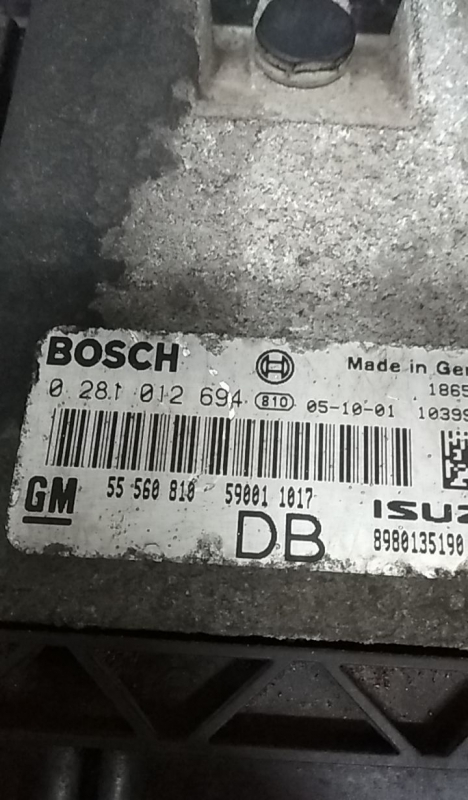 BOSCH
Made in Ger
1865
0 281 012 694 810 05-10-01 1039S
GM 55 560 810 59001 1017
DB
ISUZ
8980135190